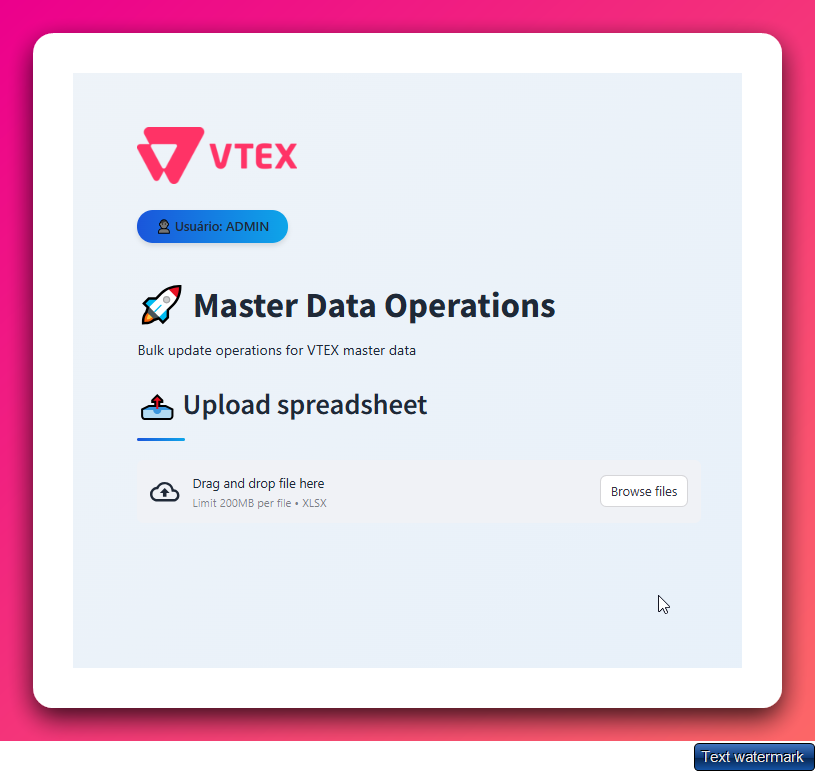 VTEX
Usuário: ADMIN
Master Data Operations
Bulk update operations for VTEX master data
Upload spreadsheet
Drag and drop file here
Limit 200MB per file • XLSX
Browse files
Text watermark